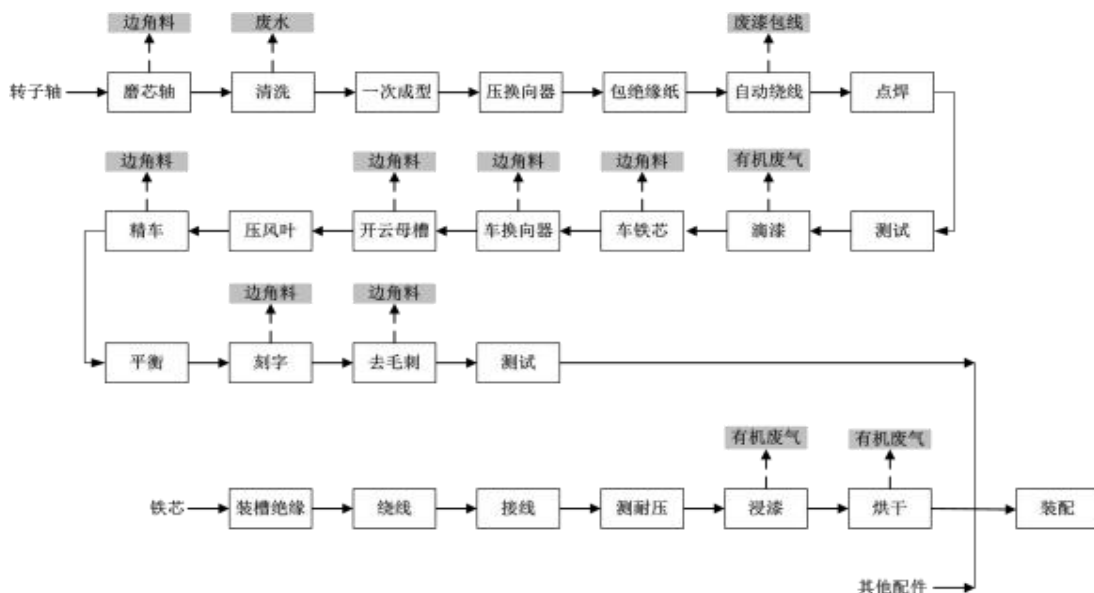 边角料 废水 废漆包线
转子轴 磨芯轴 清洗 一次成型 压换向器 包绝缘纸 自动绕线 点焊
边角料 边角料 边角料 边角料 有机废气
精车 压风叶 开云母槽 车换向器 车铁芯 滴漆 测试
边角料 边角料
平衡 刻字 去毛刺 测试
有机废气 有机废气
铁芯 装槽绝缘 绕线 接线 测耐压 浸漆 烘干 装配
其他配件